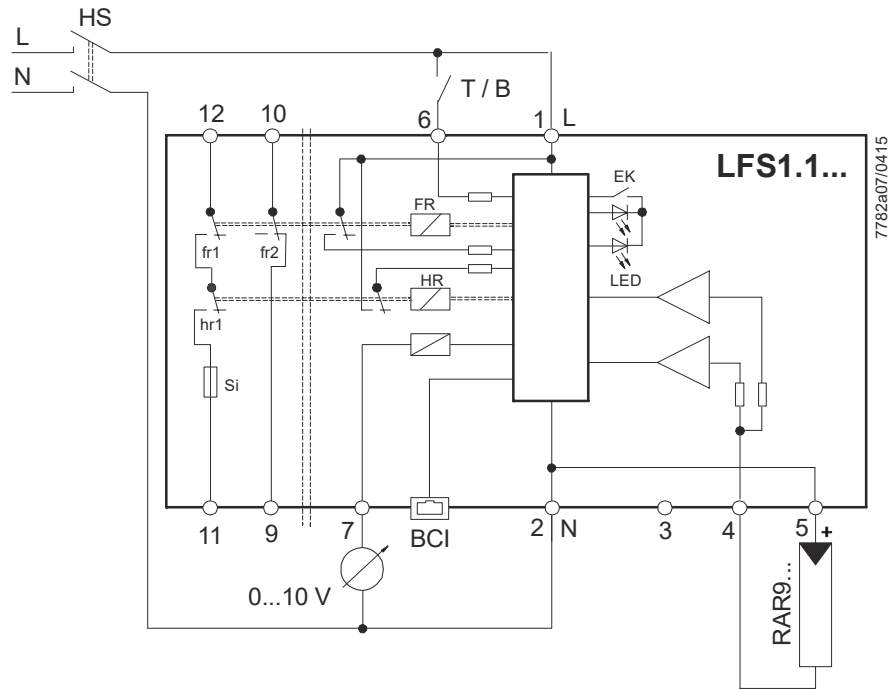 HS
L
N
T / B
12
10
6
1
L
LFS1.1...
7782a07/0415
EK
FR
fr1
fr2
LED
HR
hr1
Si
11
9
7
BCI
2
N
3
4
5
+
0...10 V
RAR9...